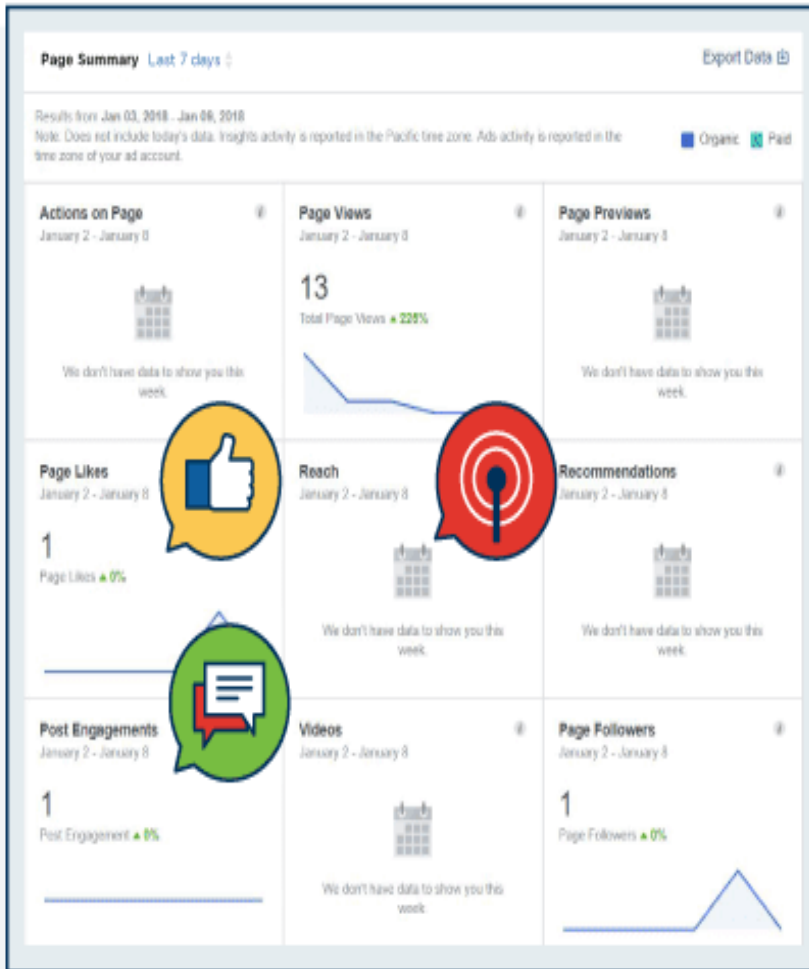 Page Summary Last 7 days
Export Data
Results from Jan 03, 2018 - Jan 09, 2018
Note: Does not include today's data. Insights activity is reported in the Pacific time zone. Ads activity is reported in the
time zone of your ad account.
Organic Paid
Actions on Page
January 2 - January 8
We don't have data to show you this
week.
Page Views
January 2 - January 8
13
Total Page Views ▲ 225%
Page Previews
January 2 - January 8
We don't have data to show you this
week.
Page Likes
January 2 - January 8
1
Page Likes ▲ 0%
Reach
January 2 - January 8
We don't have data to show you this
week.
Recommendations
January 2 - January 8
We don't have data to show you this
week.
Post Engagements
January 2 - January 8
1
Post Engagement ▲ 0%
Videos
January 2 - January 8
We don't have data to show you this
week.
Page Followers
January 2 - January 8
1
Page Followers ▲ 0%